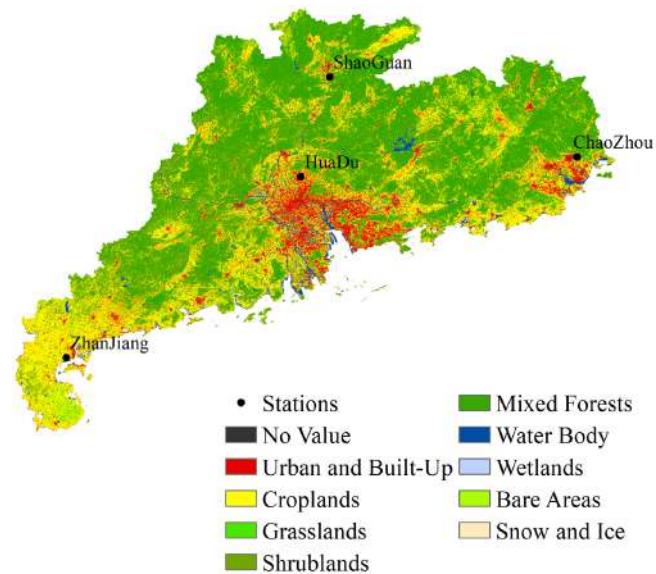 ShaoGuan
ChaoZhou
HuaDu
ZhanJiang
Stations
Mixed Forests
No Value
Water Body
Urban and Built-Up
Wetlands
Croplands
Bare Areas
Grasslands
Snow and Ice
Shrublands